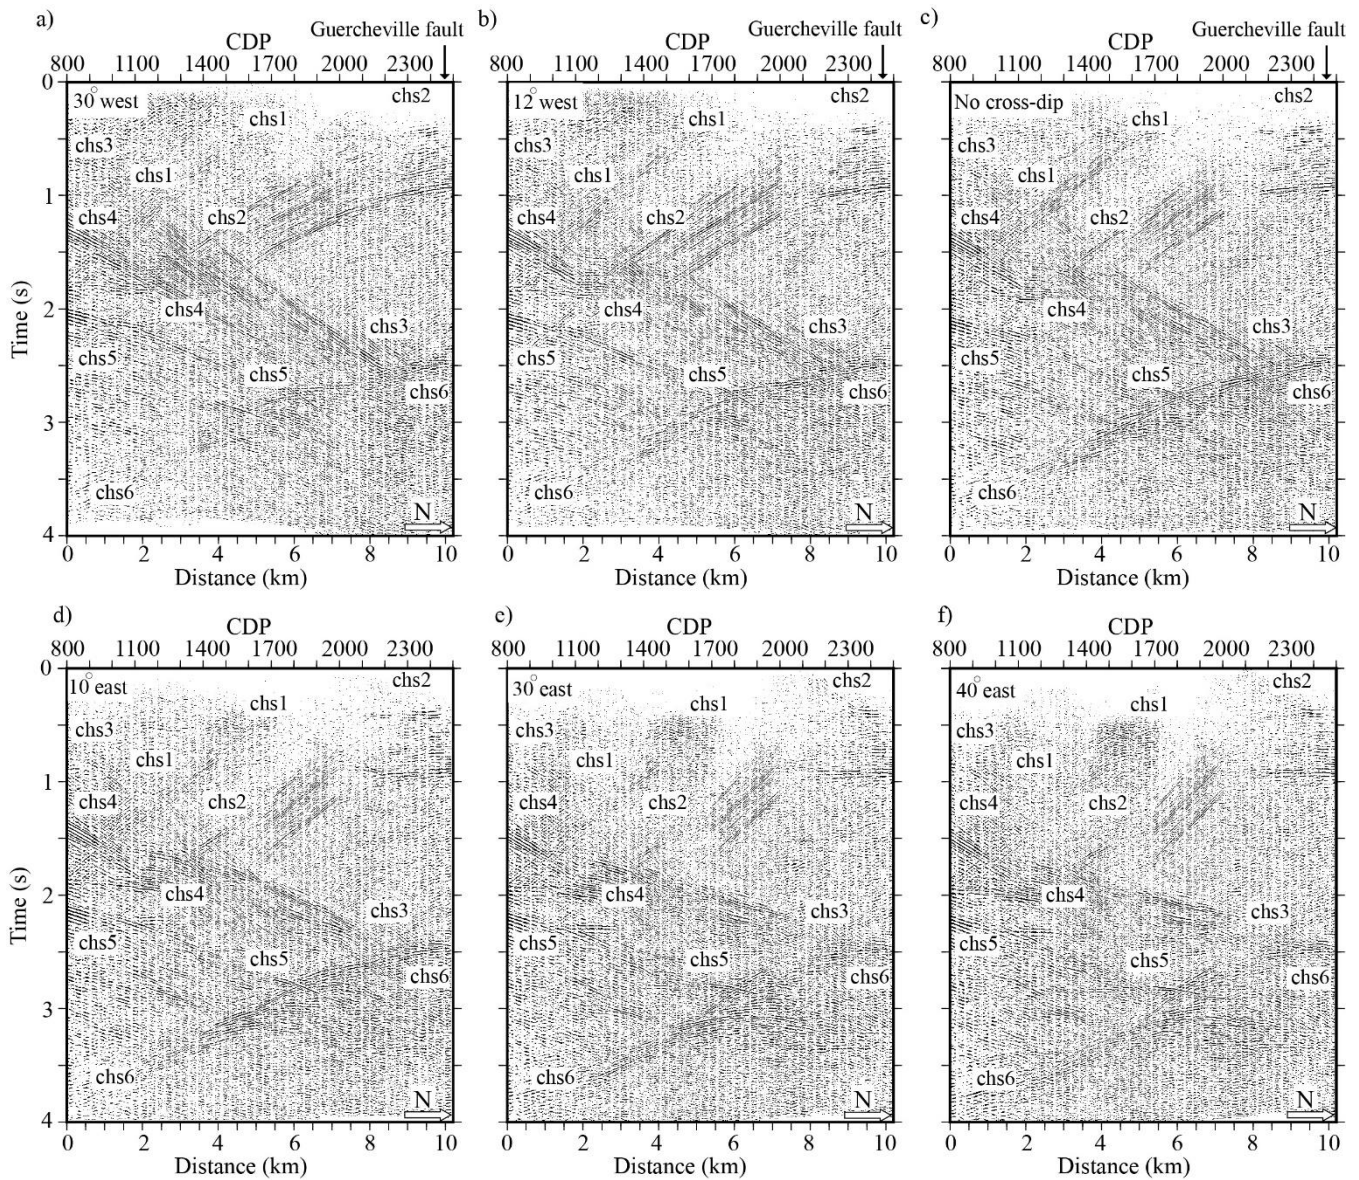 a)
Guercheville fault
CDP
800 1100 1400 1700 2000 2300
30° west
chs2
chs1
chs3
chs1
chs4
chs2
chs4
chs3
chs5
chs5
chs6
chs6
N
0
1
2
3
4
Time (s)
0 2 4 6 8 10
Distance (km)
b)
Guercheville fault
CDP
800 1100 1400 1700 2000 2300
12° west
chs2
chs1
chs3
chs1
chs4
chs2
chs4
chs3
chs5
chs5
chs6
chs6
N
0 2 4 6 8 10
Distance (km)
c)
Guercheville fault
CDP
800 1100 1400 1700 2000 2300
No cross-dip
chs2
chs1
chs3
chs1
chs4
chs2
chs4
chs3
chs5
chs5
chs6
chs6
N
0 2 4 6 8 10
Distance (km)
d)
CDP
800 1100 1400 1700 2000 2300
10° east
chs2
chs1
chs3
chs1
chs4
chs2
chs4
chs3
chs5
chs5
chs6
chs6
N
0
1
2
3
4
Time (s)
0 2 4 6 8 10
Distance (km)
e)
CDP
800 1100 1400 1700 2000 2300
30° east
chs2
chs1
chs3
chs1
chs4
chs2
chs4
chs3
chs5
chs5
chs6
chs6
N
0 2 4 6 8 10
Distance (km)
f)
CDP
800 1100 1400 1700 2000 2300
40° east
chs2
chs1
chs3
chs1
chs4
chs2
chs4
chs3
chs5
chs5
chs6
chs6
N
0 2 4 6 8 10
Distance (km)